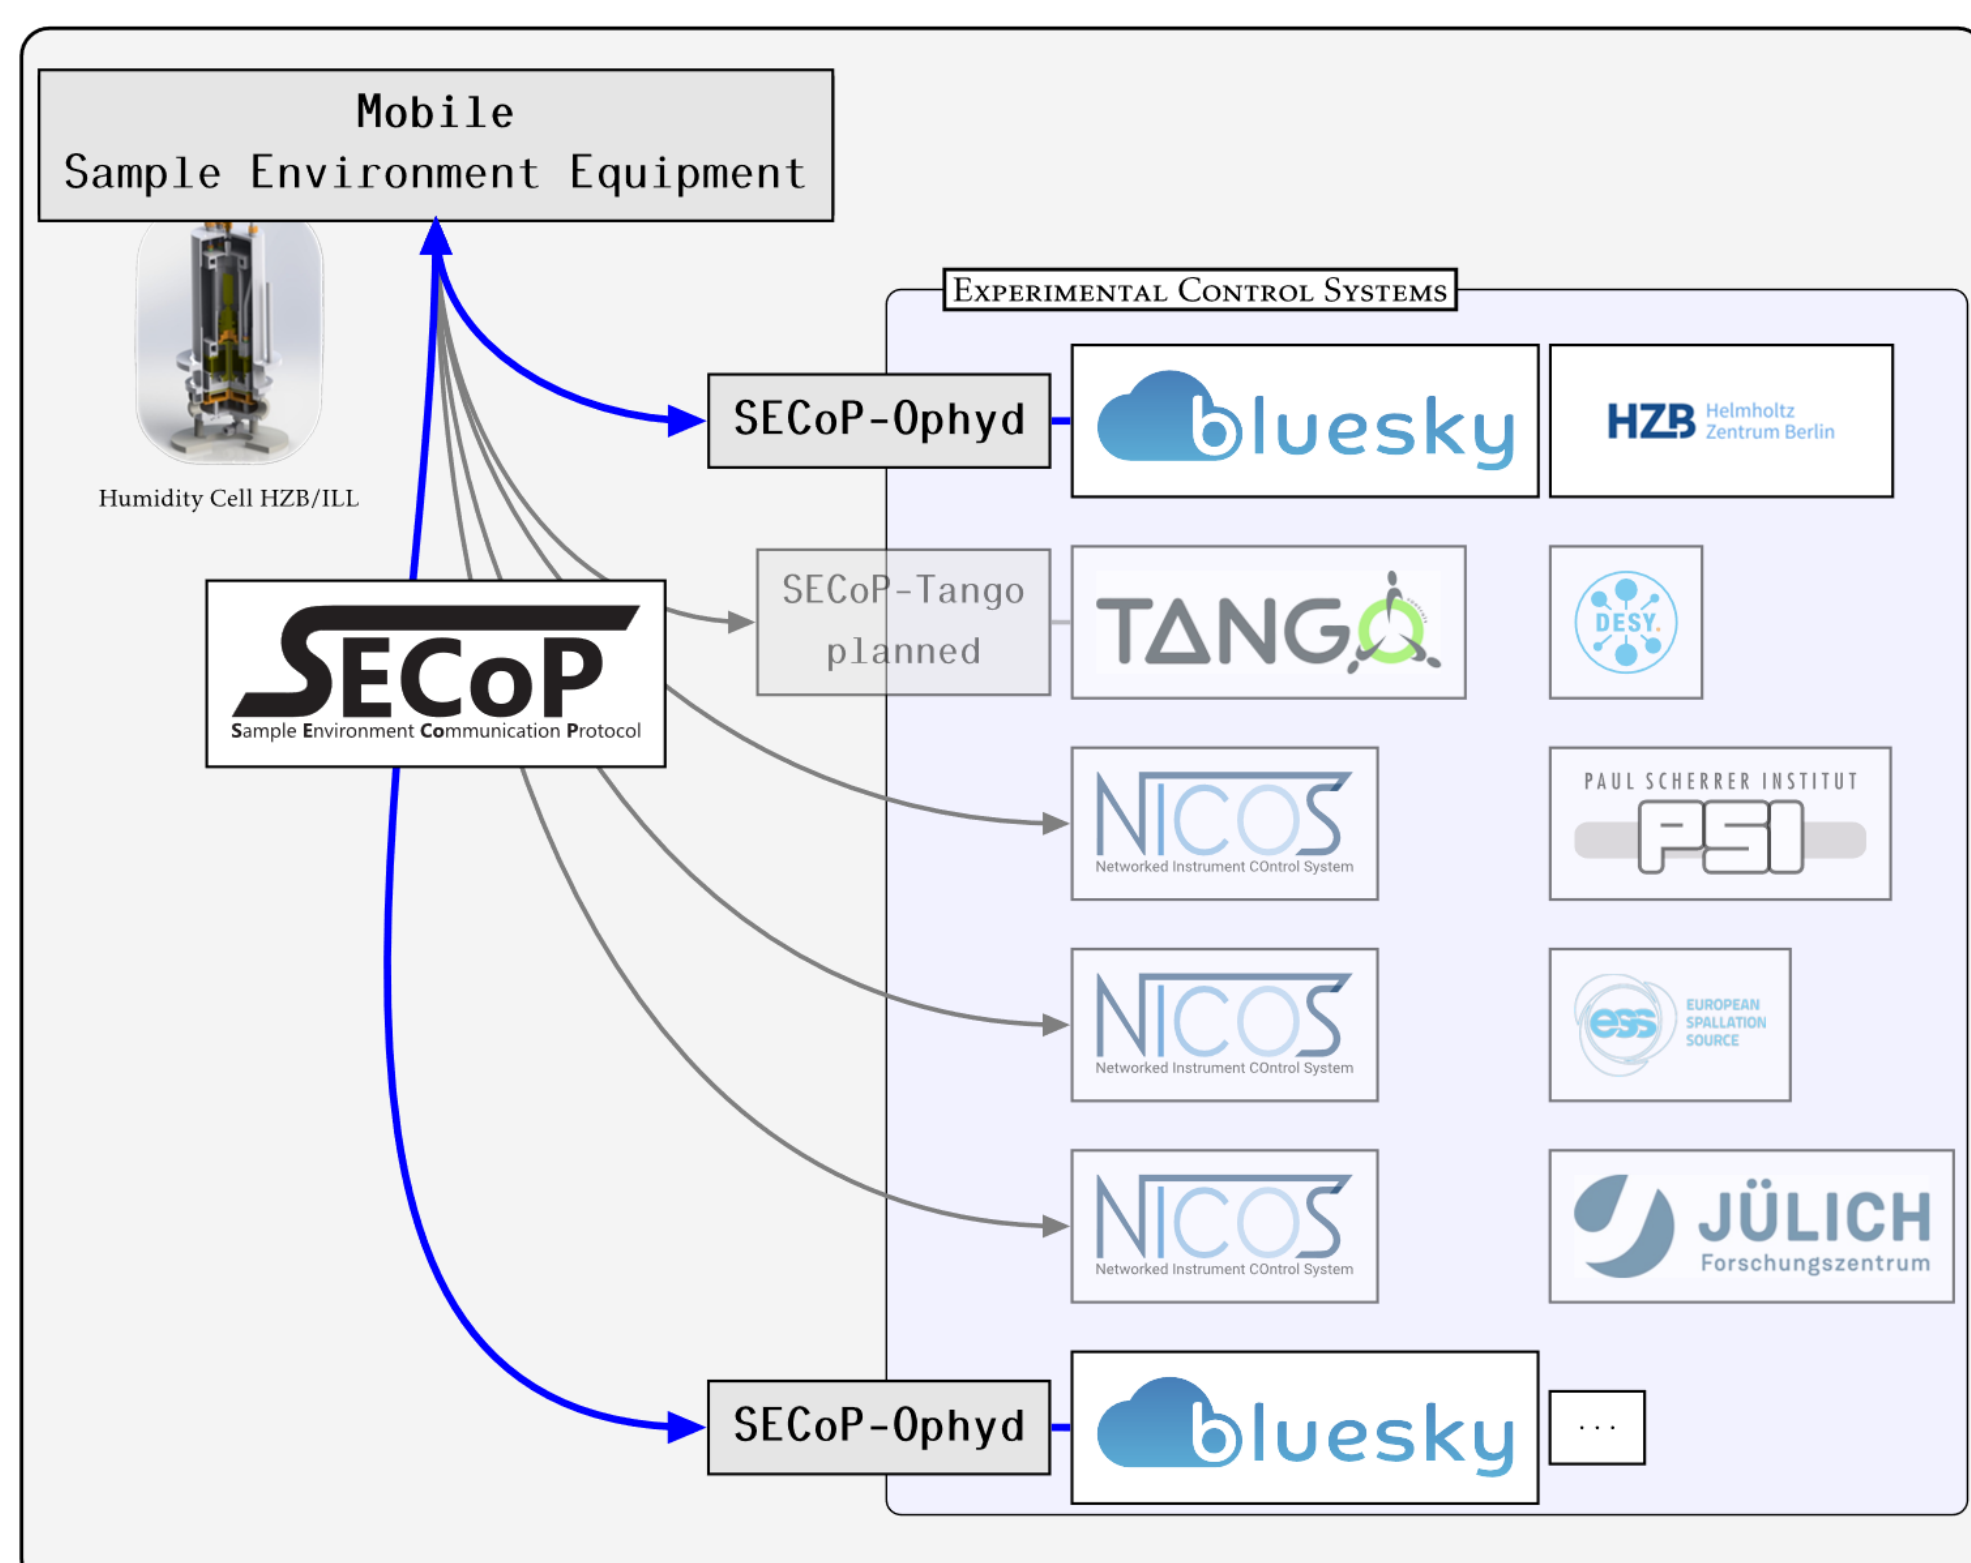 Mobile
Sample Environment Equipment
Humidity Cell HZB/ILL
EXPERIMENTAL CONTROL SYSTEMS
SECoP-Ophyd
bluesky
HZB Helmholtz
Zentrum Berlin
SECoP-Tango
planned
TANGO
DESY.
SECoP
Sample Environment Communication Protocol
NICOS
Networked Instrument COntrol System
PAUL SCHERRER INSTITUT
PSI
NICOS
Networked Instrument COntrol System
ess
EUROPEAN
SPALLATION
SOURCE
NICOS
Networked Instrument COntrol System
JÜLICH
Forschungszentrum
SECoP-Ophyd
bluesky
...